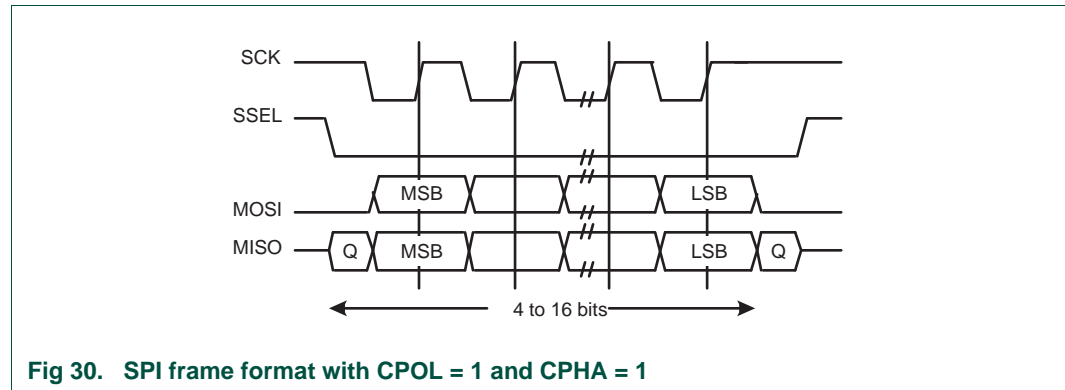 SCK
SSEL
MOSI
MSB
LSB
MISO
Q
MSB
LSB
Q
4 to 16 bits
Fig 30. SPI frame format with CPOL = 1 and CPHA = 1